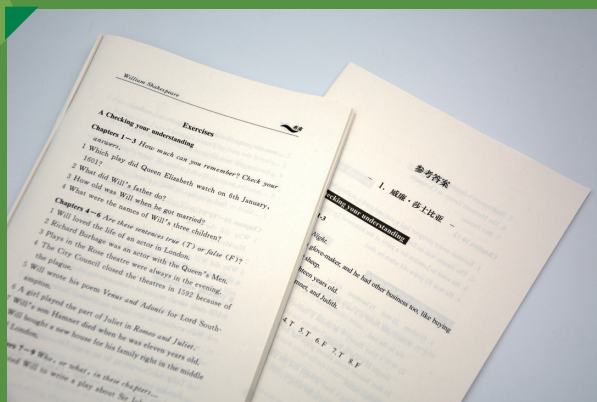 William Shakespeare
Exercises
A Checking your understanding
Chapters 1-3 How much can you remember? Check your
answers.
1 Which play did Queen Elizabeth watch on 6th January,
1601?
2 What did Will's father do?
3 How old was Will when he got married?
4 What were the names of Will's three children?
Chapters 4-6 Are these sentences true (T) or false (F)?
1 Will loved the life of an actor in London.
2 Richard Burbage was an actor with the Queen's Men.
3 Plays in the Rose theatre were always in the evening.
4 The City Council closed the theatres in 1592 because of
the plague.
5 Will wrote his poem Venus and Adonis for Lord South-
ampton.
6 A girl played the part of Juliet in Romeo and Juliet.
Will's son Hamnet died when he was eleven years old.
Will bought a new house for his family right in the middle
London.
7-9 Who, or what, in these chapters...
Will to write a play about Sir
参考答案
1. 威廉·莎士比亚
Checking your understanding
-3
Night.
glove-maker, and he had other business too, like buying
sheep.
years old.
and Judith.
4. T 5. T 6. F 7. T 8. F